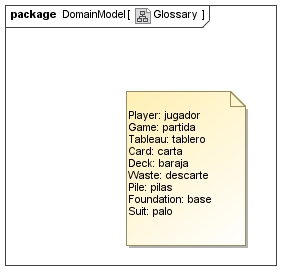 package DomainModel[ Glossary ]
Player: jugador
Game: partida
Tableau: tablero
Card: carta
Deck: baraja
Waste: descarte
Pile: pilas
Foundation: base
Suit: palo